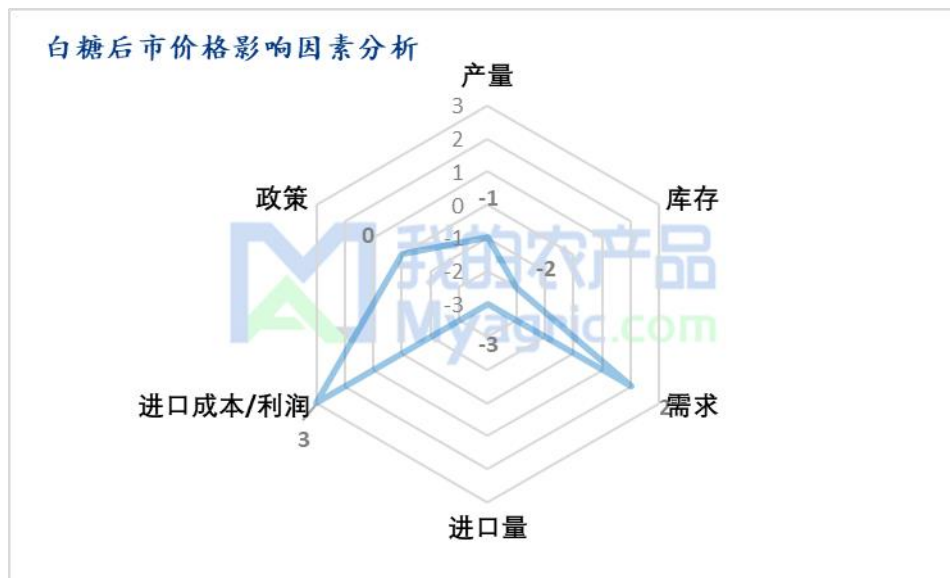 白糖后市价格影响因素分析
产量
3
2
1
0
-1
-2
-3
-1
库存
-2
需求
2
进口量
-3
进口成本/利润
3
政策
0
我的农产品
Myagric.com